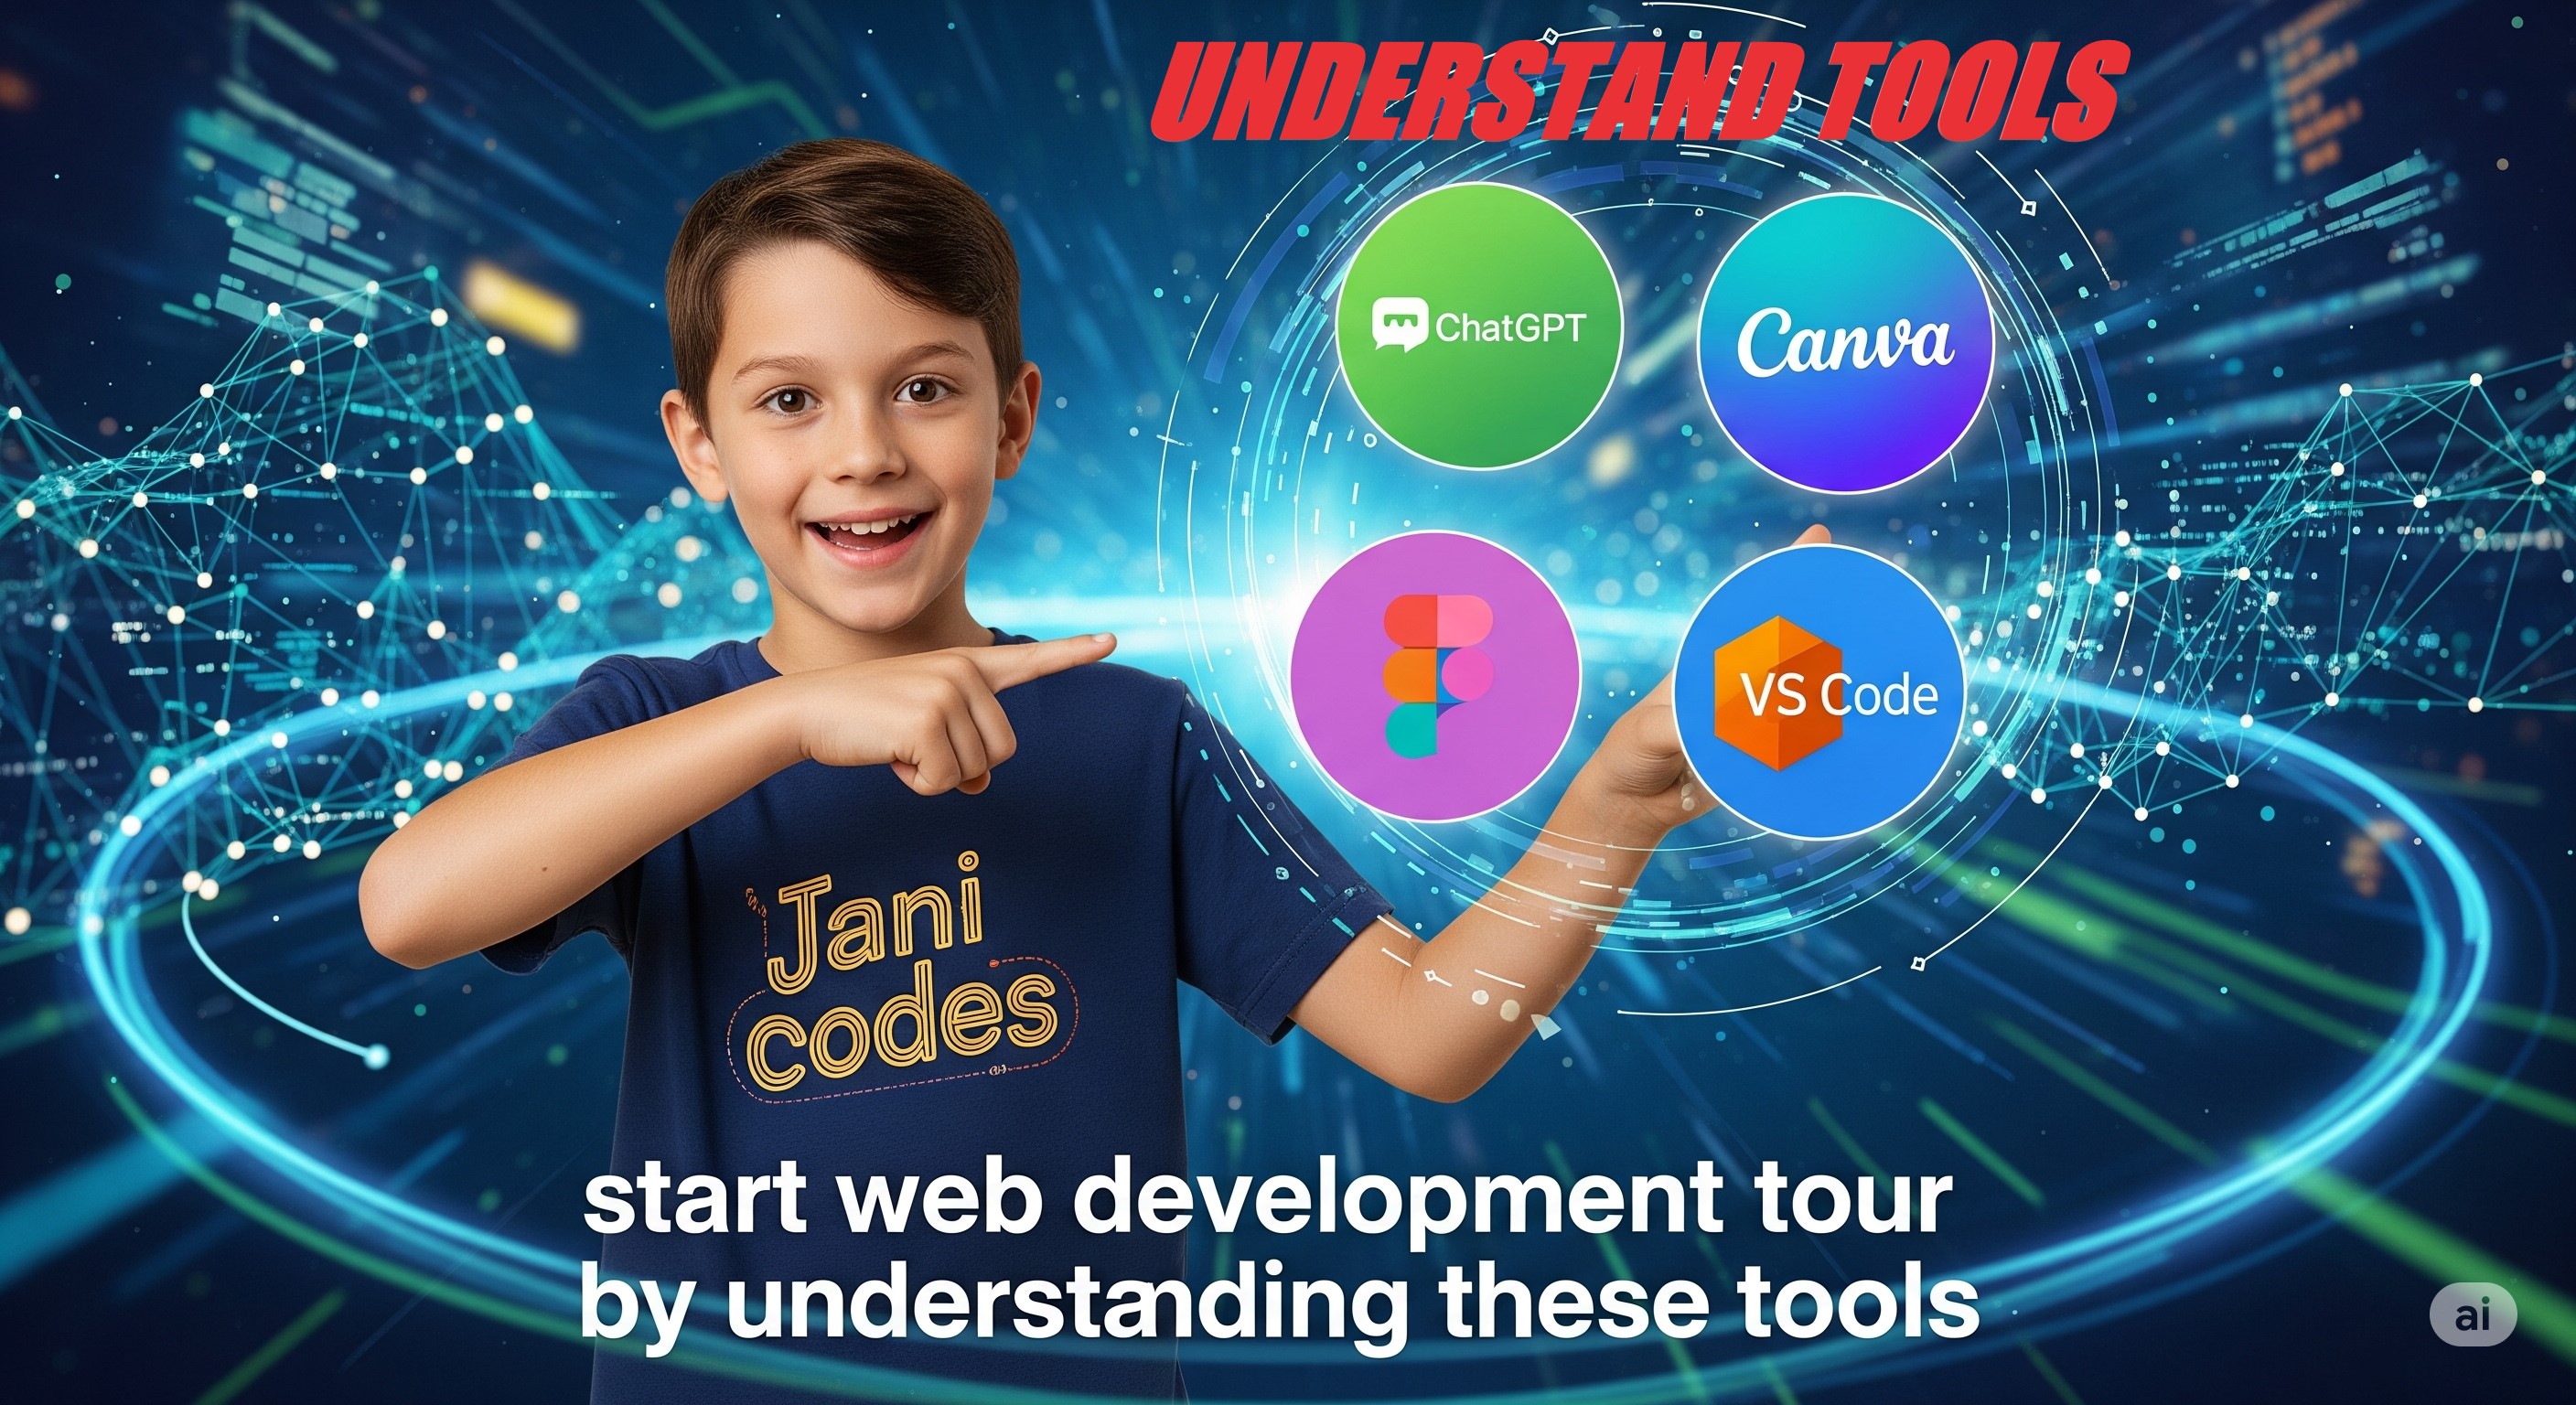 UNDERSTAND TOOLS
ChatGPT
Canva
VS Code
Jani
codes
start web development tour
by understanding these tools
ai